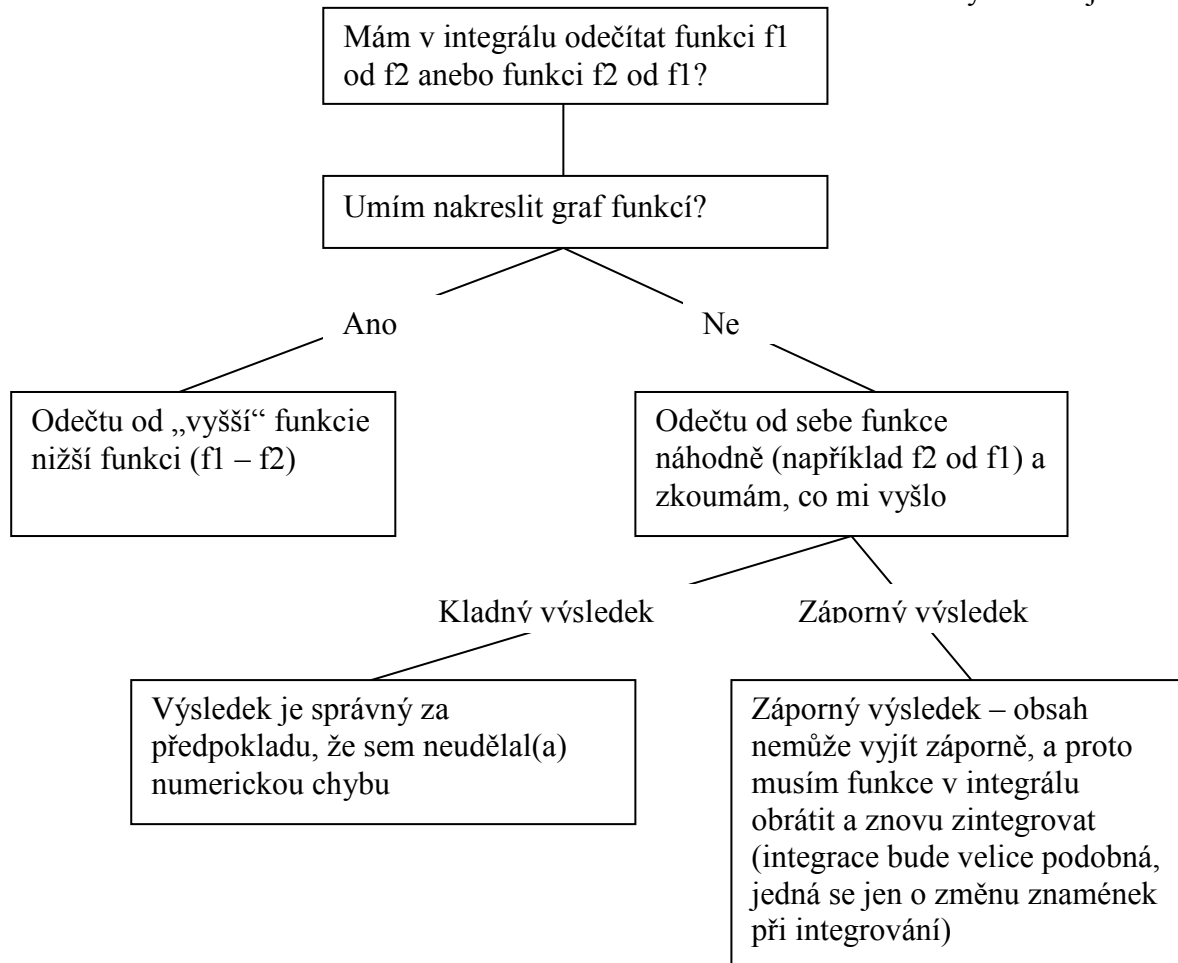 Mám v integrálu odečítat funkci f1
od f2 anebo funkci f2 od f1?
Umím nakreslit graf funkcí?
Ano
Ne
Odečtu od „vyšší“ funkcie
nižší funkci (f1 – f2)
Odečtu od sebe funkce
náhodně (například f2 od f1) a
zkoumám, co mi vyšlo
Kladný výsledek
Záporný výsledek
Výsledek je správný za
předpokladu, že sem neudělal(a)
numerickou chybu
Záporný výsledek – obsah
nemůže vyjít záporně, a proto
musím funkce v integrálu
obrátit a znovu zintegrovat
(integrace bude velice podobná,
jedná se jen o změnu znamének
při integrování)